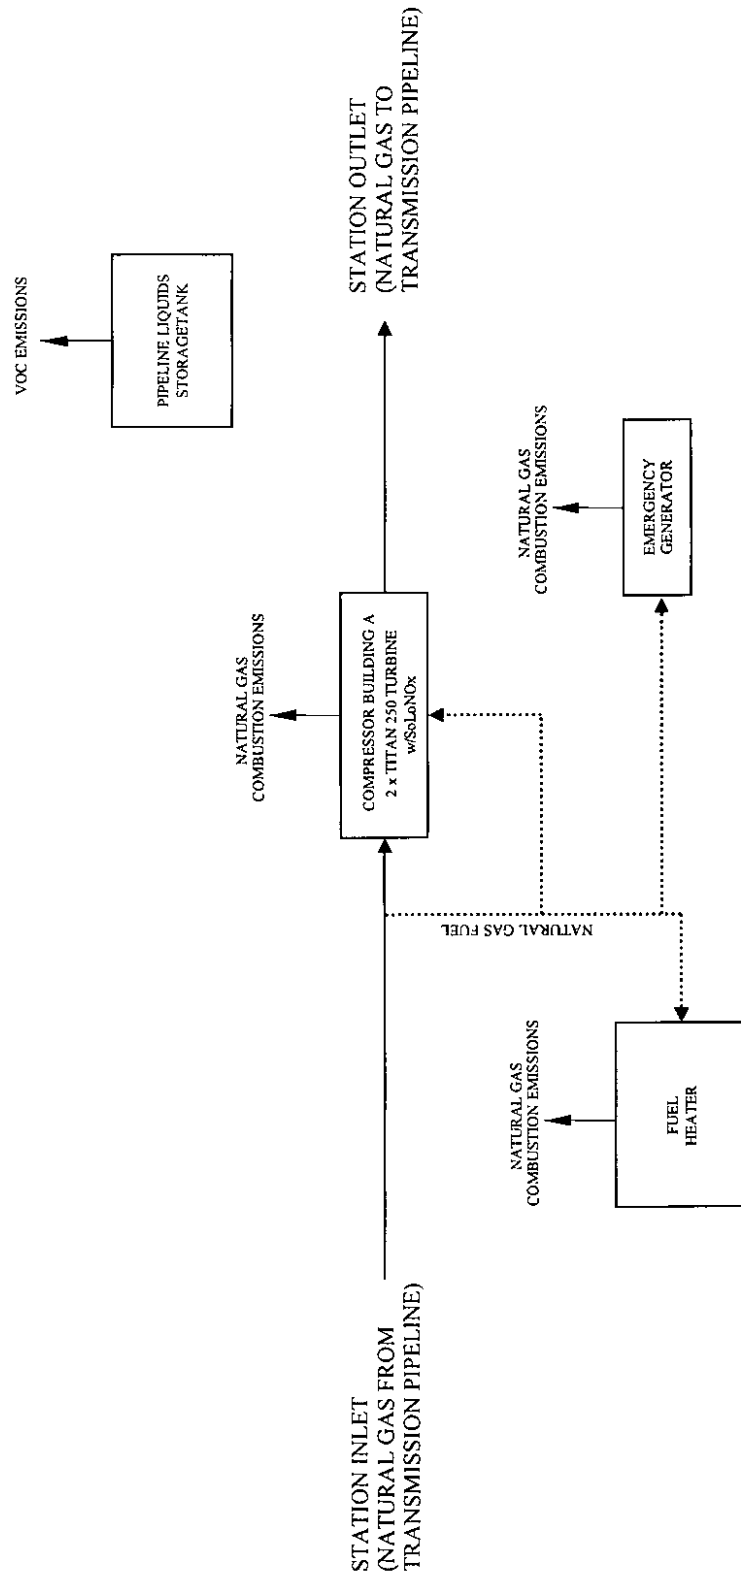 STATION INLET
(NATURAL GAS FROM
TRANSMISSION PIPELINE)
NATURAL GAS
COMBUSTION EMISSIONS
FUEL
HEATER
NATURAL GAS FUEL
NATURAL GAS
COMBUSTION EMISSIONS
COMPRESSOR BUILDING A
2 x TITAN 250 TURBINE
w/SoLoNOx
NATURAL GAS
COMBUSTION EMISSIONS
EMERGENCY
GENERATOR
VOC EMISSIONS
PIPELINE LIQUIDS
STORAGETANK
STATION OUTLET
(NATURAL GAS TO
TRANSMISSION PIPELINE)